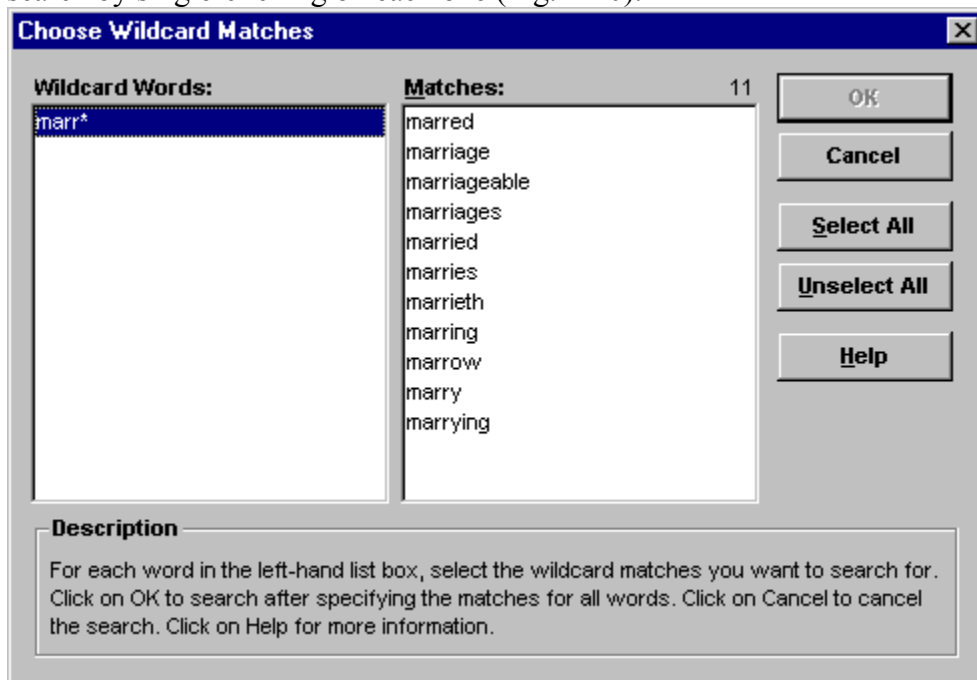 Choose Wildcard Matches
Wildcard Words:
Matches: 11
marr*
marred
marriage
marriageable
marriages
married
marries
marrieth
marring
marrow
marry
marrying
OK
Cancel
Select All
Unselect All
Help
Description
For each word in the left-hand list box, select the wildcard matches you want to search for.
Click on OK to search after specifying the matches for all words. Click on Cancel to cancel
the search. Click on Help for more information.